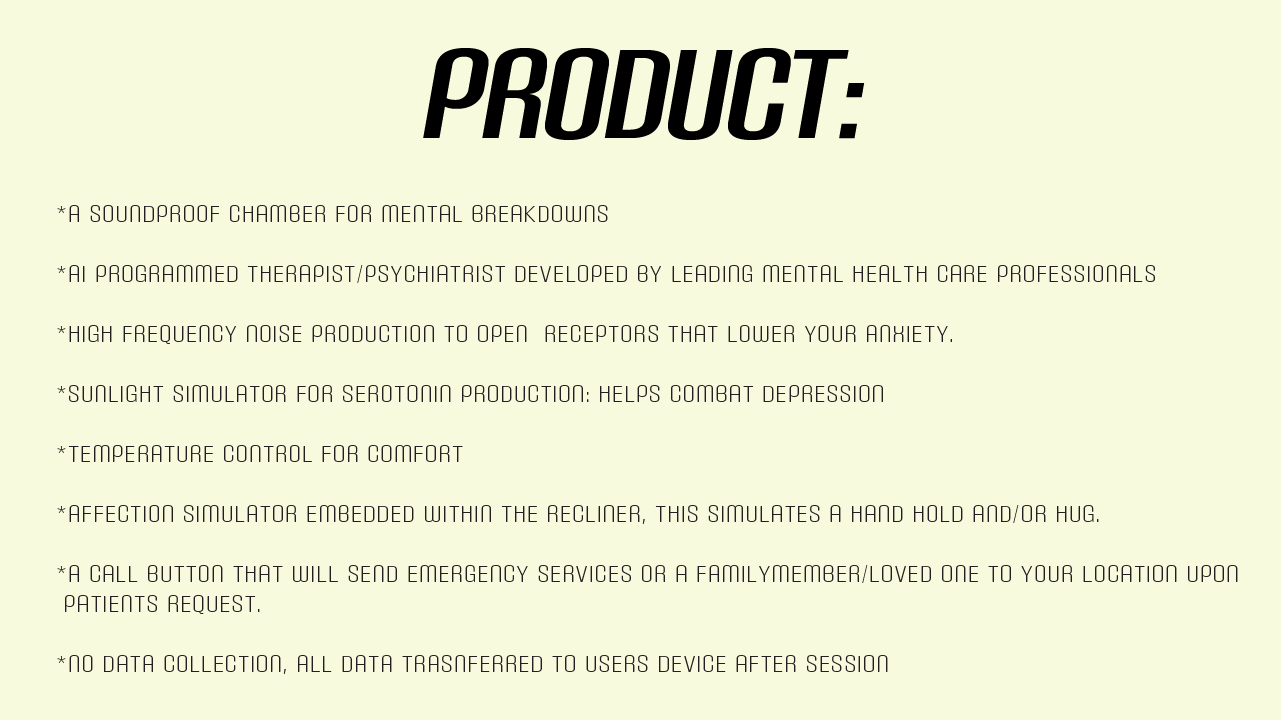 PRODUCT:
*A SOUNDPROOF CHAMBER FOR MENTAL BREAKDOWNS
*AI PROGRAMMED THERAPIST/PSYCHIATRIST DEVELOPED BY LEADING MENTAL HEALTH CARE PROFESSIONALS
*HIGH FREQUENCY NOISE PRODUCTION TO OPEN  RECEPTORS THAT LOWER YOUR ANXIETY.
*SUNLIGHT SIMULATOR FOR SEROTONIN PRODUCTION: HELPS COMBAT DEPRESSION
*TEMPERATURE CONTROL FOR COMFORT
*AFFECTION SIMULATOR EMBEDDED WITHIN THE RECLINER, THIS SIMULATES A HAND HOLD AND/OR HUG.
*A CALL BUTTON THAT WILL SEND EMERGENCY SERVICES OR A FAMILYMEMBER/LOVED ONE TO YOUR LOCATION UPON
PATIENTS REQUEST.
*NO DATA COLLECTION, ALL DATA TRASNFERRED TO USERS DEVICE AFTER SESSION